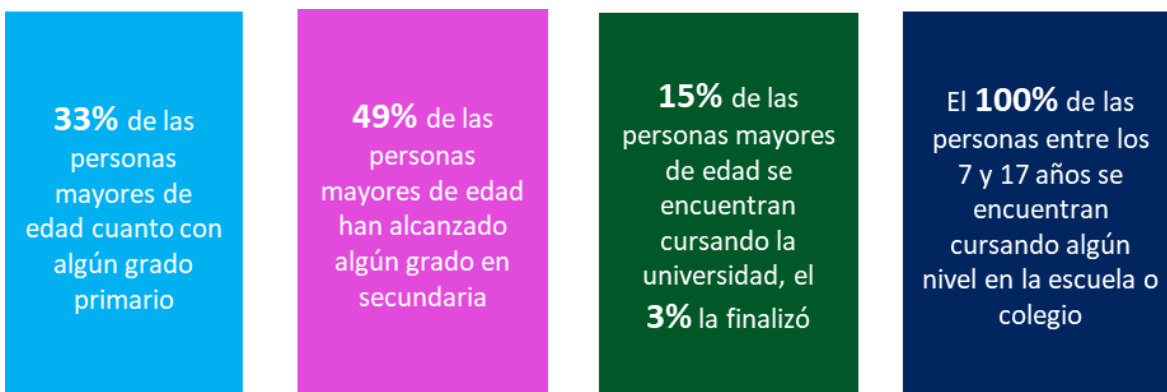 33% de las
personas
mayores de
edad cuanto con
algún grado
primario
49% de las
personas
mayores de edad
han alcanzado
algún grado en
secundaria
15% de las
personas mayores
de edad se
encuentran
cursando la
universidad, el
3% la finalizó
El 100% de las
personas entre los
7 y 17 años se
encuentran
cursando algún
nivel en la escuela o
colegio